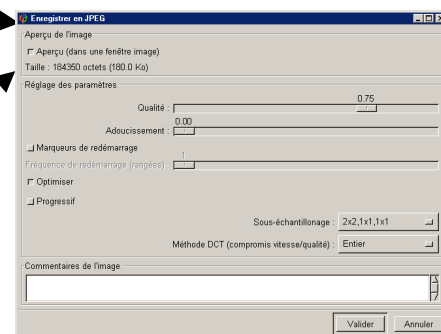 Enregistrer en JPEG
Aperçu de l'image
Aperçu (dans une fenêtre image)
Taille : 184350 octets (180.0 Ko)
Réglage des paramètres
0.75
Qualité :
0.00
Adoucissement :
Marqueurs de redémarrage
1
Fréquence de redémarrage (rangées) :
Optimiser
Progressif
Sous-échantillonage : 2x2,1x1,1x1
Méthode DCT (compromis vitesse/qualité) : Entier
Commentaires de l'image
Valider Annuler